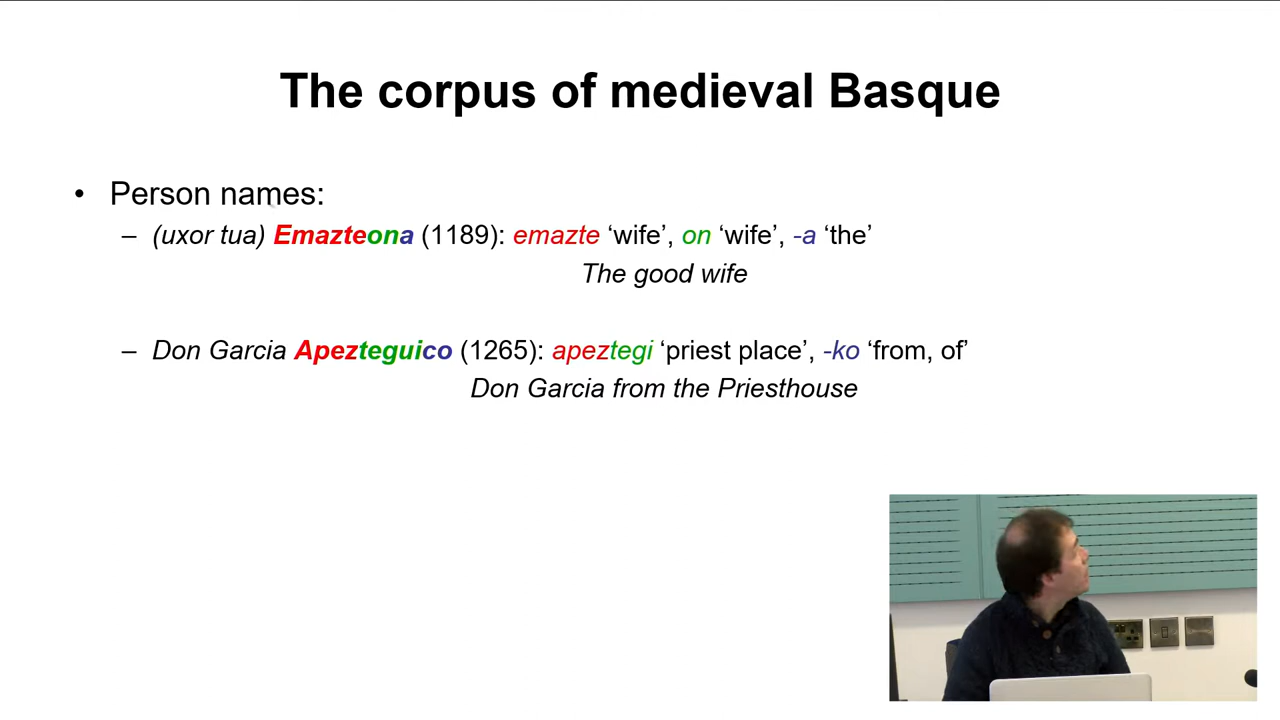 The corpus of medieval Basque
• Person names:
– (uxor tua) Emazteona (1189): emazte ‘wife’, on ‘wife’, -a ‘the’
The good wife
– Don Garcia Apezteguico (1265): apeztegi ‘priest place’, -ko ‘from, of’
Don Garcia from the Priesthouse